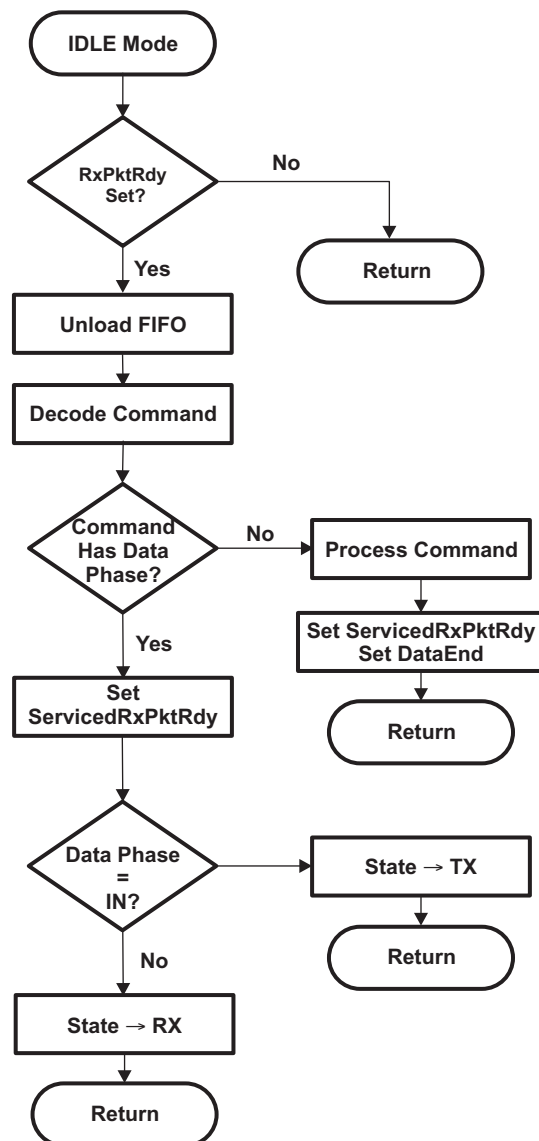 IDLE Mode
RxPktRdy
Set?
No
Return
Yes
Unload FIFO
Decode Command
Command
Has Data
Phase?
No
Process Command
Set ServicedRxPktRdy
Set DataEnd
Return
Yes
Set
ServicedRxPktRdy
Data Phase
=
IN?
State → TX
Return
No
State → RX
Return